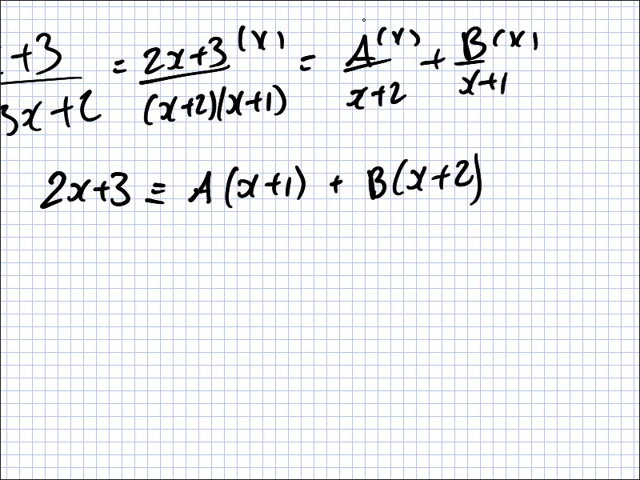 +3/3x+2 = 2x+3 (x)/(x+2)(x+1) = A(x)/x+2 + B(x)/x+1
2x+3 ≡ A(x+1) + B(x+2)